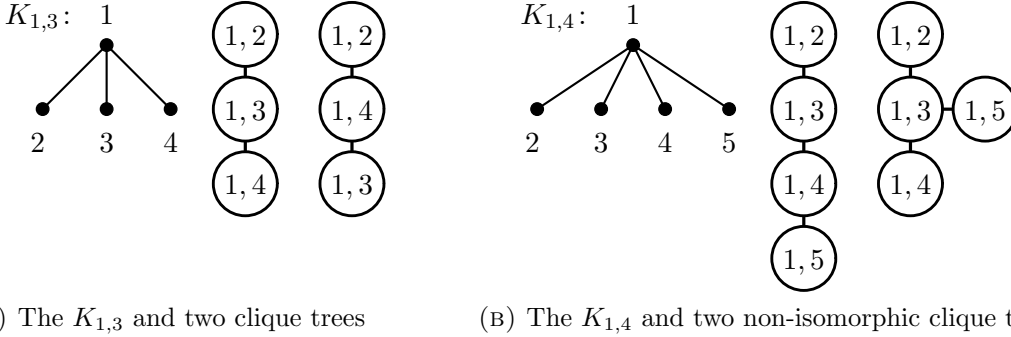 K1,3: 1
2 3 4
1, 2
1, 3
1, 4
1, 2
1, 4
1, 3
) The K1,3 and two clique trees
K1,4: 1
2 3 4 5
1, 2
1, 3
1, 4
1, 5
1, 2
1, 3
1, 5
1, 4
(B) The K1,4 and two non-isomorphic clique t